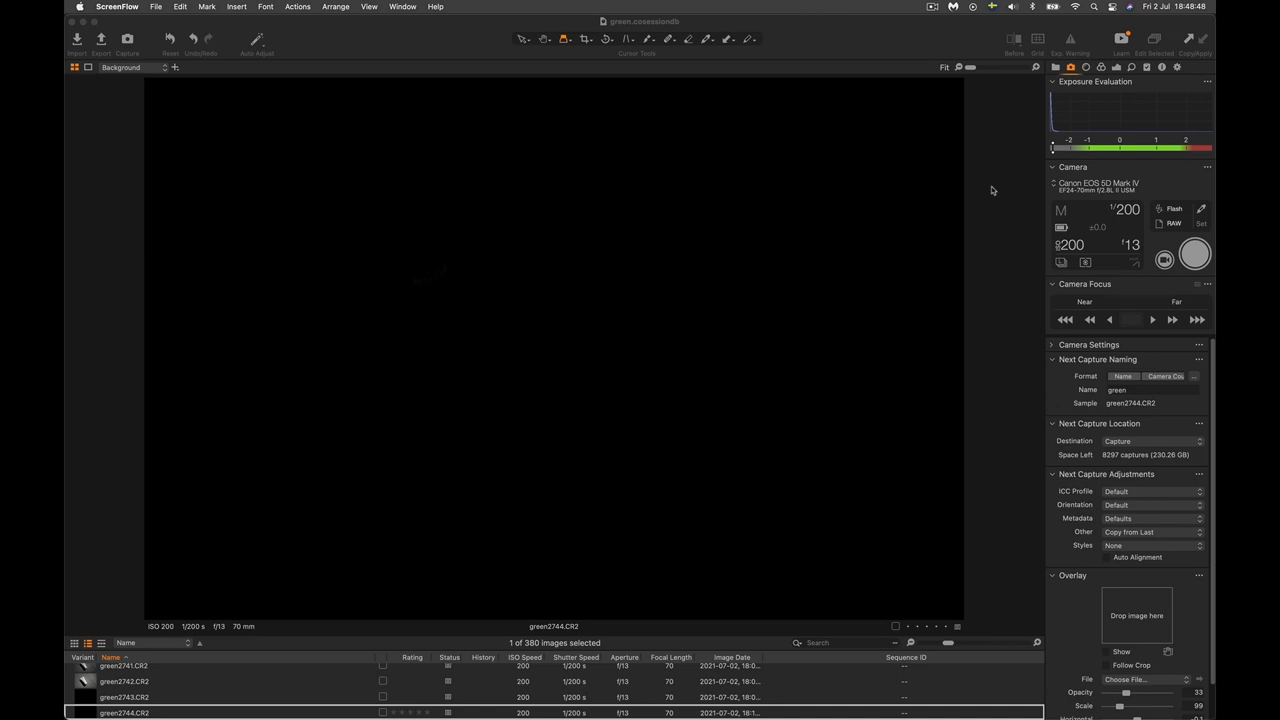 ScreenFlow File Edit Mark Insert Font Actions Arrange View Window Help Fri 2 Jul 18:48:48
green.cosessiondb
Import Export Capture Reset Undo/Redo Auto Adjust Cursor Tools Before Grid Exp. Warning Learn Edit Selected Copy/Apply
Background Fit
Exposure Evaluation
-2 -1 0 1 2
Camera
Canon EOS 5D Mark IV
EF24-70mm f/2.8L II USM
M 1/200 Flash
±0.0 RAW Set
ISO 200 f13
Camera Focus
Near Far
Camera Settings
Next Capture Naming
Format Name Camera Cou ...
Name green
Sample green2744.CR2
Next Capture Location
Destination Capture
Space Left 8297 captures (230.26 GB)
Next Capture Adjustments
ICC Profile Default
Orientation Default
Metadata Defaults
Other Copy from Last
Styles None
Auto Alignment
Overlay
Drop image here
Show
Follow Crop
File Choose File...
Opacity 33
Scale 99
Horizontal -0.1
ISO 200 1/200 s f/13 70 mm green2744.CR2
Name 1 of 380 images selected Search
Variant Name Rating Status History ISO Speed Shutter Speed Aperture Focal Length Image Date Sequence ID
green2741.CR2 200 1/200 s f/13 70 2021-07-02, 18:0... --
green2742.CR2 200 1/200 s f/13 70 2021-07-02, 18:0... --
green2743.CR2 200 1/200 s f/13 70 2021-07-02, 18:0... --
green2744.CR2 200 1/200 s f/13 70 2021-07-02, 18:1... --